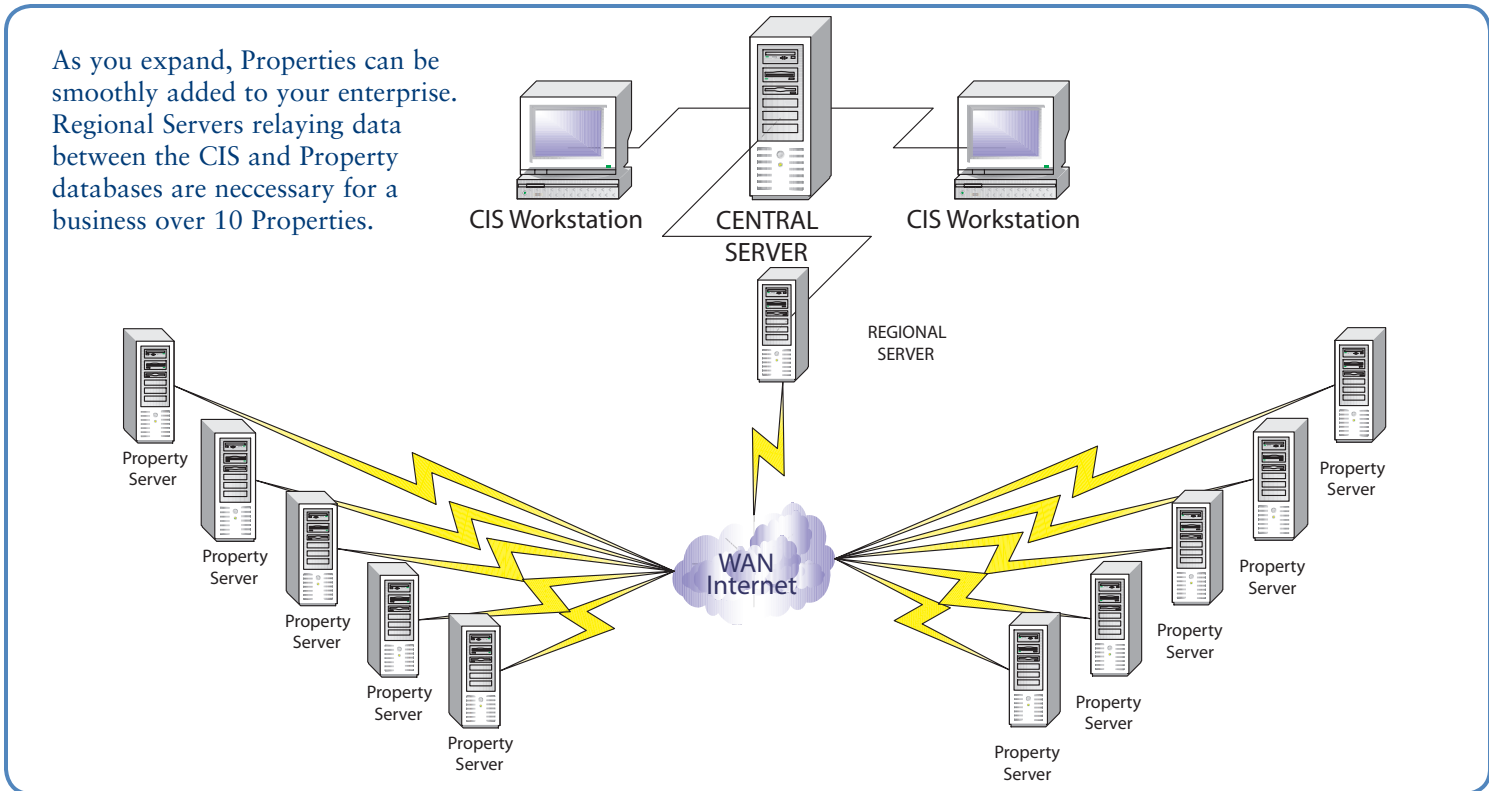 As you expand, Properties can be
smoothly added to your enterprise.
Regional Servers relaying data
between the CIS and Property
databases are neccessary for a
business over 10 Properties.
CIS Workstation
CENTRAL
SERVER
CIS Workstation
REGIONAL
SERVER
Property
Server
Property
Server
Property
Server
Property
Server
Property
Server
WAN
Internet
Property
Server
Property
Server
Property
Server
Property
Server
Property
Server